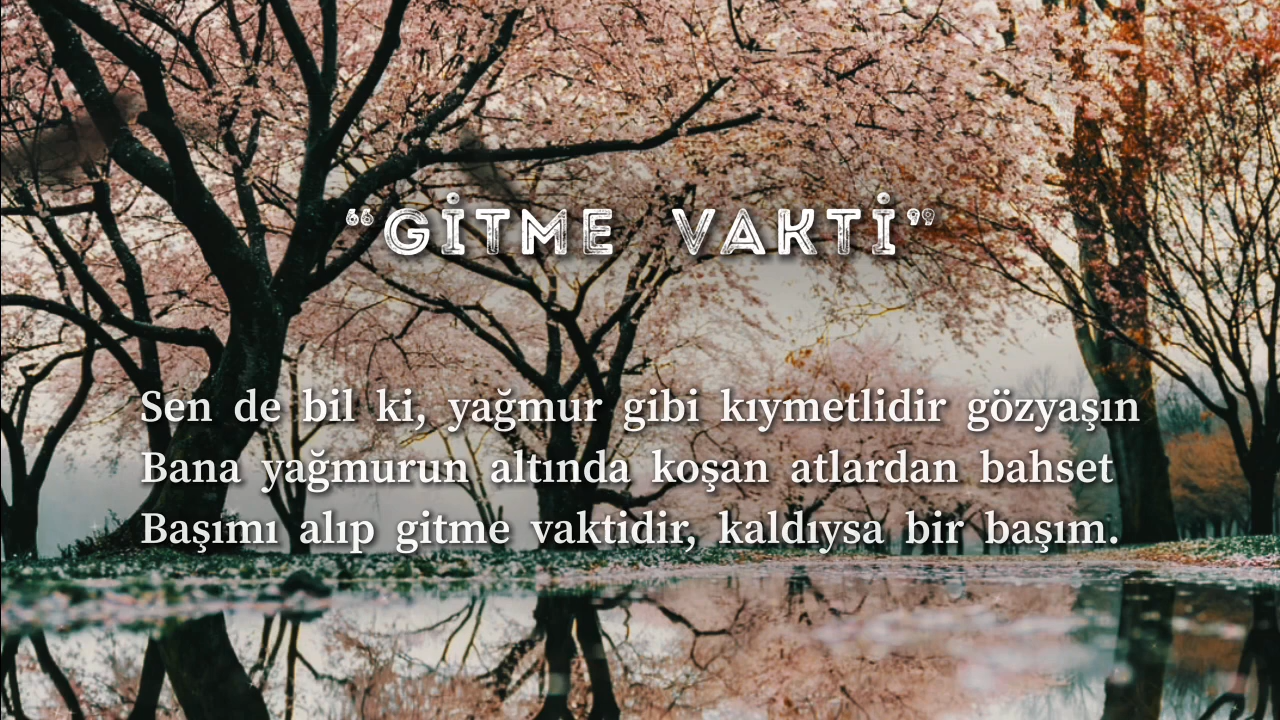 “GİTME VAKTİ”
Sen de bil ki, yağmur gibi kıymetlidir gözyaşın
Bana yağmurun altında koşan atlardan bahset
Başımı alıp gitme vaktidir, kaldıysa bir başım.